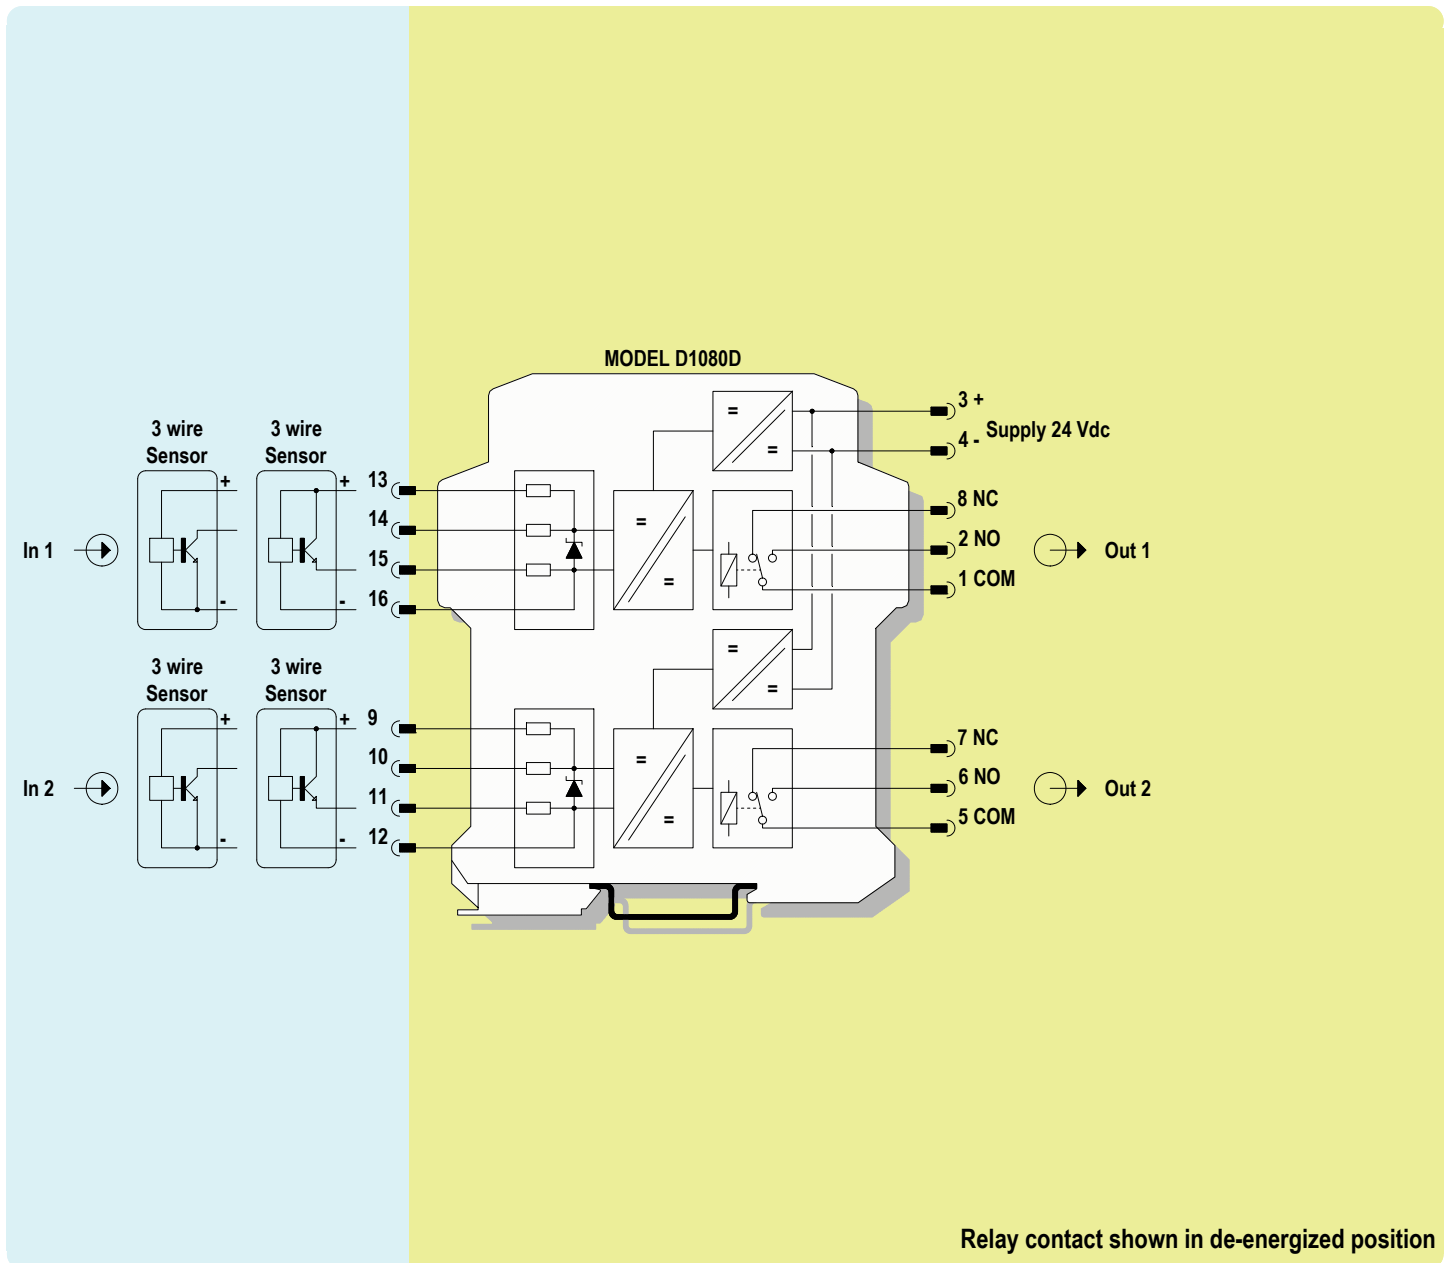 MODEL D1080D
3 +
Supply 24 Vdc
4 -
3 wire
Sensor
3 wire
Sensor
+
+
13
14
15
16
-
-
In 1
=
=
=
=
8 NC
2 NO
1 COM
Out 1
3 wire
Sensor
3 wire
Sensor
+
+
9
10
11
12
-
-
In 2
=
=
=
=
7 NC
6 NO
5 COM
Out 2
Relay contact shown in de-energized position